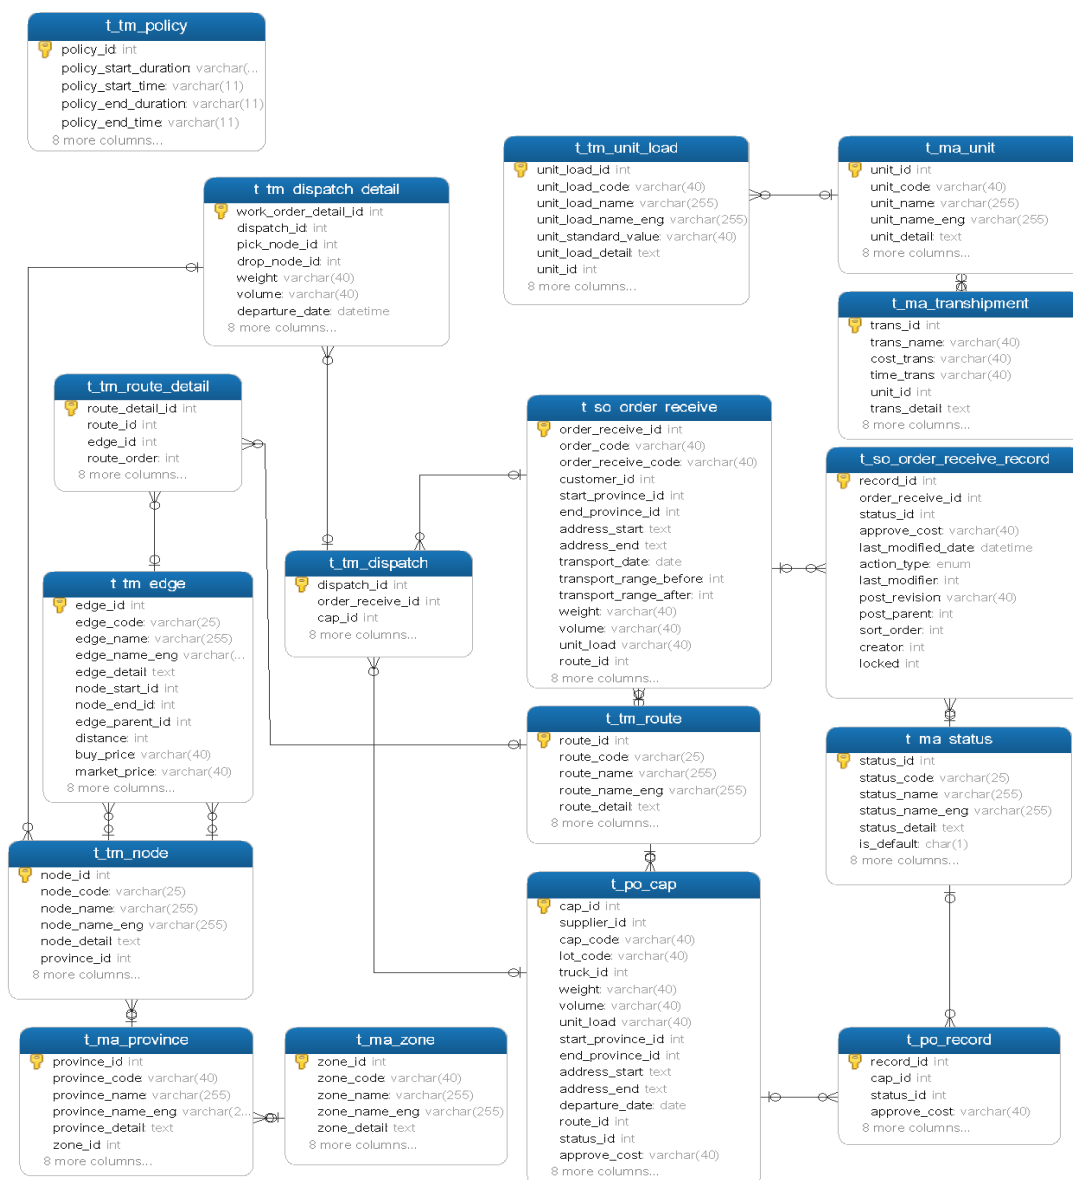 t_tm_policy
policy_id: int
policy_start_duration: varchar(...
policy_start_time: varchar(11)
policy_end_duration: varchar(11)
policy_end_time: varchar(11)
8 more columns...
t_tm_dispatch_detail
work_order_detail_id: int
dispatch_id: int
pick_node_id: int
drop_node_id: int
weight: varchar(40)
volume: varchar(40)
departure_date: datetime
8 more columns...
t_tm_unit_load
unit_load_id: int
unit_load_code: varchar(40)
unit_load_name: varchar(255)
unit_load_name_eng: varchar(255)
unit_standard_value: varchar(40)
unit_load_detail: text
unit_id: int
8 more columns...
t_ma_unit
unit_id: int
unit_code: varchar(40)
unit_name: varchar(255)
unit_name_eng: varchar(255)
unit_detail: text
8 more columns...
t_ma_transhipment
trans_id: int
trans_name: varchar(40)
cost_trans: varchar(40)
time_trans: varchar(40)
unit_id: int
trans_detail: text
8 more columns...
t_tm_route_detail
route_detail_id: int
route_id: int
edge_id: int
route_order: int
8 more columns...
t_so_order_receive
order_receive_id: int
order_code: varchar(40)
order_receive_code: varchar(40)
customer_id: int
start_province_id: int
end_province_id: int
address_start: text
address_end: text
transport_date: date
transport_range_before: int
transport_range_after: int
weight: varchar(40)
volume: varchar(40)
unit_load: varchar(40)
route_id: int
8 more columns...
t_so_order_receive_record
record_id: int
order_receive_id: int
status_id: int
approve_cost: varchar(40)
last_modified_date: datetime
action_type: enum
last_modifier: int
post_revision: varchar(40)
post_parent: int
sort_order: int
creator: int
locked: int
t_tm_dispatch
dispatch_id: int
order_receive_id: int
cap_id: int
8 more columns...
t_tm_edge
edge_id: int
edge_code: varchar(25)
edge_name: varchar(255)
edge_name_eng: varchar(...
edge_detail: text
node_start_id: int
node_end_id: int
edge_parent_id: int
distance: int
buy_price: varchar(40)
market_price: varchar(40)
8 more columns...
t_tm_route
route_id: int
route_code: varchar(25)
route_name: varchar(255)
route_name_eng: varchar(255)
route_detail: text
8 more columns...
t_ma_status
status_id: int
status_code: varchar(25)
status_name: varchar(255)
status_name_eng: varchar(255)
status_detail: text
is_default: char(1)
8 more columns...
t_tm_node
node_id: int
node_code: varchar(25)
node_name: varchar(255)
node_name_eng: varchar(255)
node_detail: text
province_id: int
8 more columns...
t_po_cap
cap_id: int
supplier_id: int
cap_code: varchar(40)
lot_code: varchar(40)
truck_id: int
weight: varchar(40)
volume: varchar(40)
unit_load: varchar(40)
start_province_id: int
end_province_id: int
address_start: text
address_end: text
departure_date: date
route_id: int
status_id: int
approve_cost: varchar(40)
8 more columns...
t_ma_province
province_id: int
province_code: varchar(40)
province_name: varchar(255)
province_name_eng: varchar(2...
province_detail: text
zone_id: int
8 more columns...
t_ma_zone
zone_id: int
zone_code: varchar(40)
zone_name: varchar(255)
zone_name_eng: varchar(255)
zone_detail: text
8 more columns...
t_po_record
record_id: int
cap_id: int
status_id: int
approve_cost: varchar(40)
8 more columns...